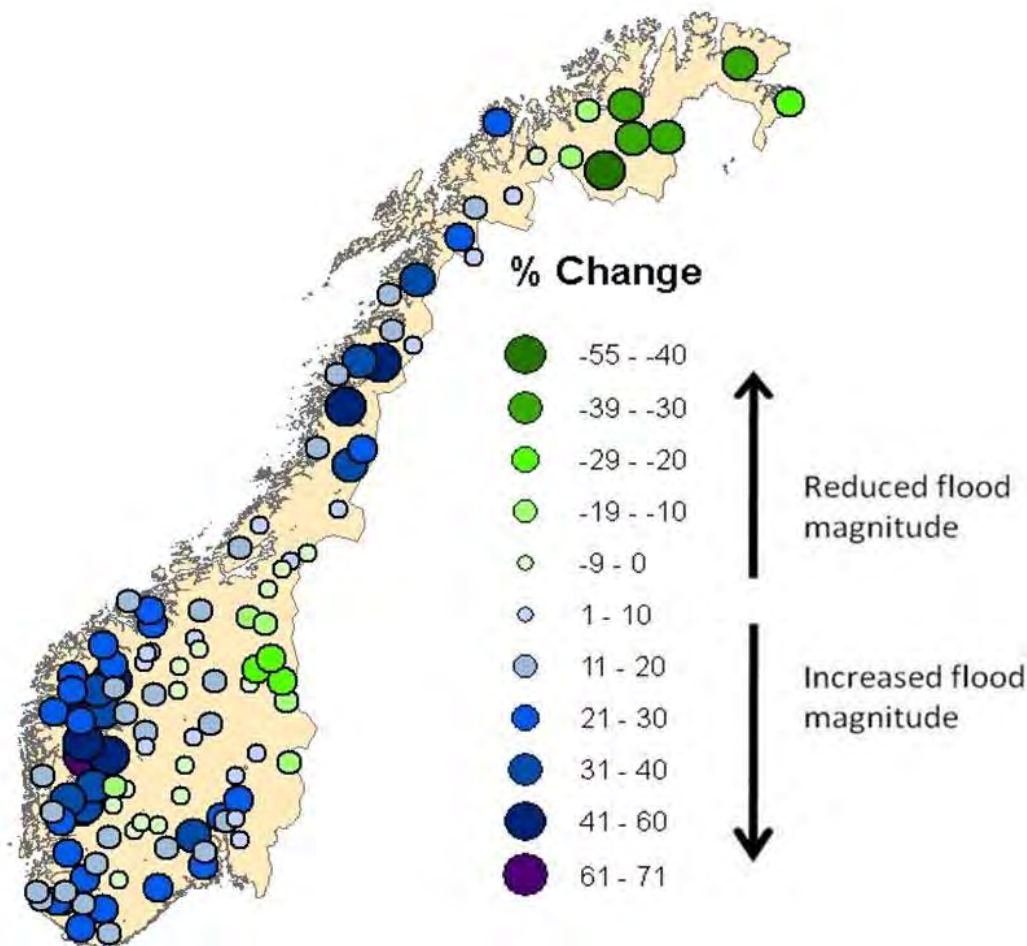 % Change
-55 - -40
-39 - -30
-29 - -20
-19 - -10
-9 - 0
1 - 10
11 - 20
21 - 30
31 - 40
41 - 60
61 - 71
Reduced flood
magnitude
Increased flood
magnitude